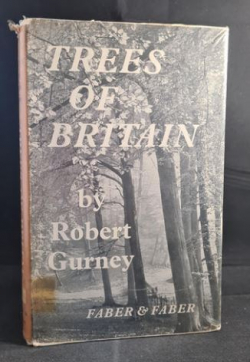 TREES
OF
BRITAIN
by
Robert
Gurney
FABER & FABER